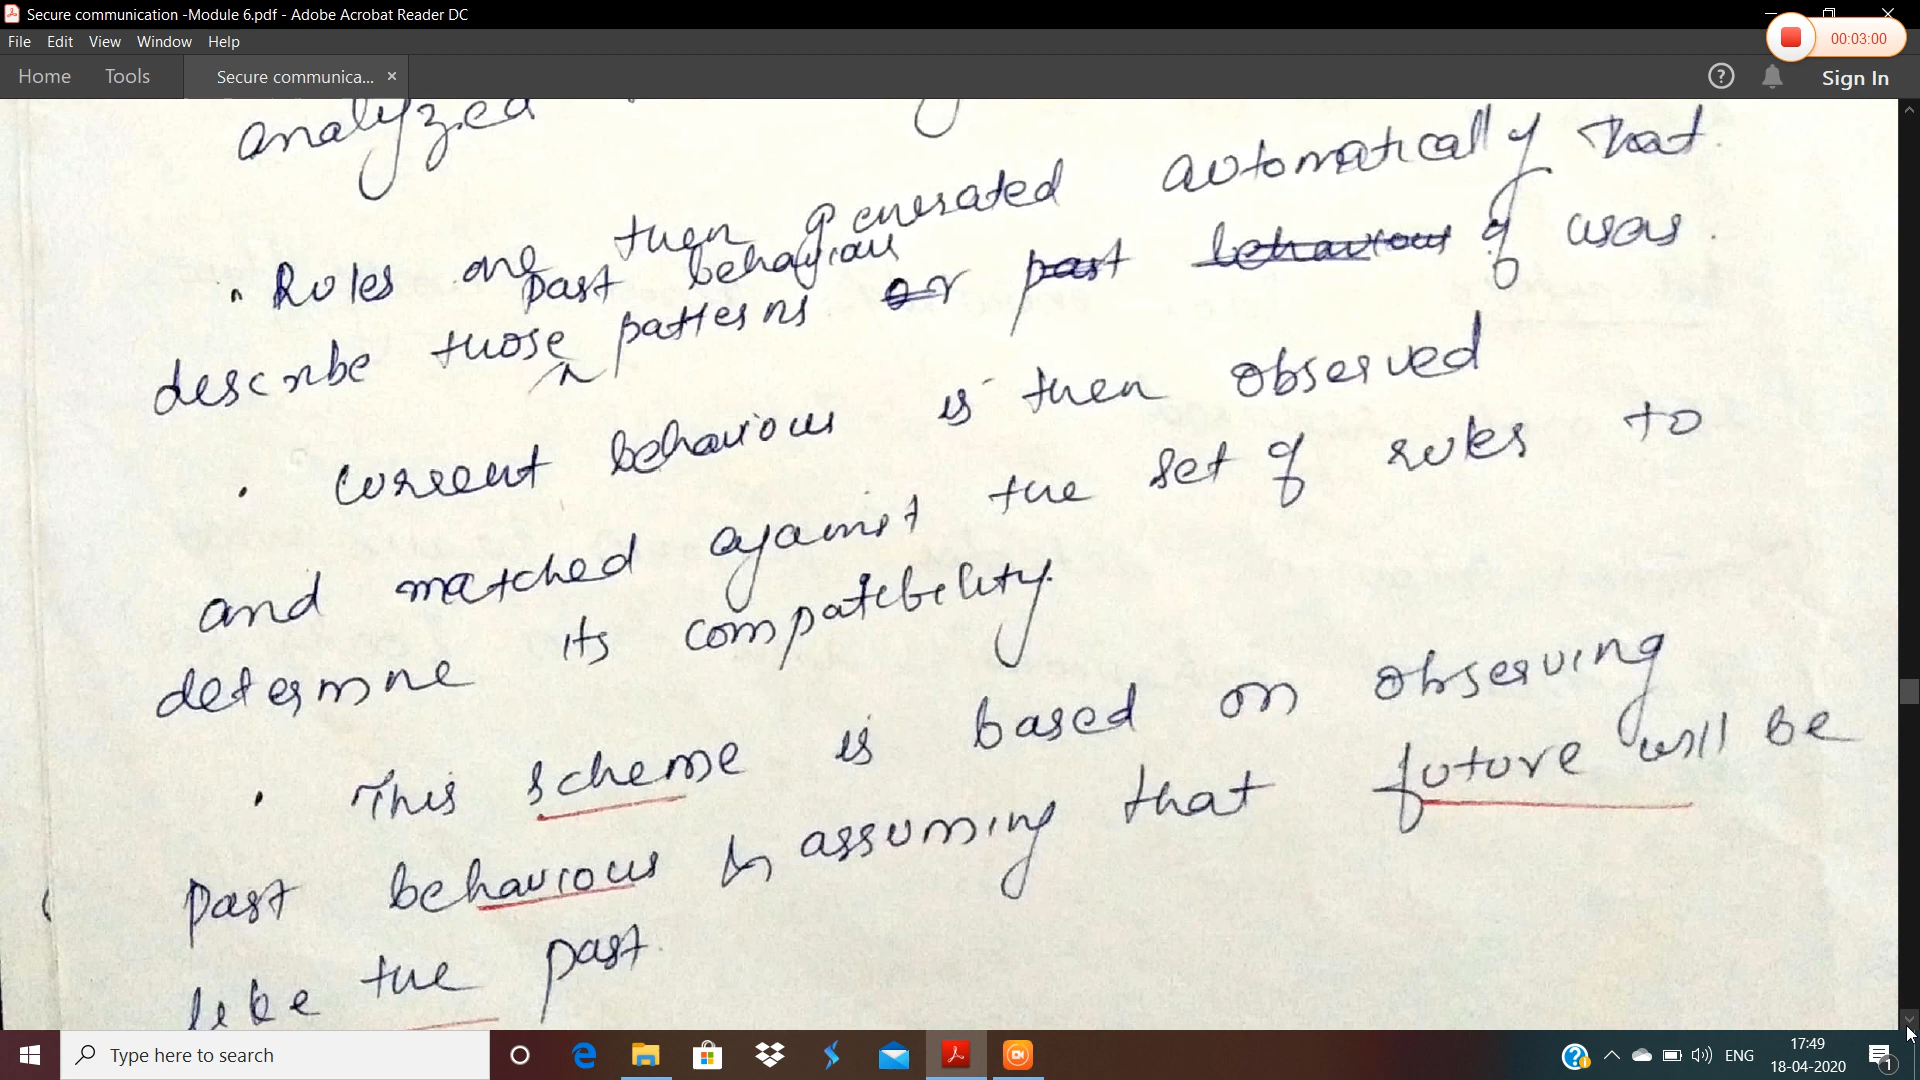 Secure communication -Module 6.pdf - Adobe Acrobat Reader DC
File Edit View Window Help
00:03:00
Home Tools Secure communica... × Sign In
analyzed
• Rules are then generated automatically that
past behaviour
describe those patterns or past behaviour of users.
• current behaviour is then observed
and matched against the set of rules to
determine its compatebelity.
• This scheme is based on observing
past behaviour & assuming that future will be
like the past.
Type here to search
ENG
17:49
18-04-2020
1